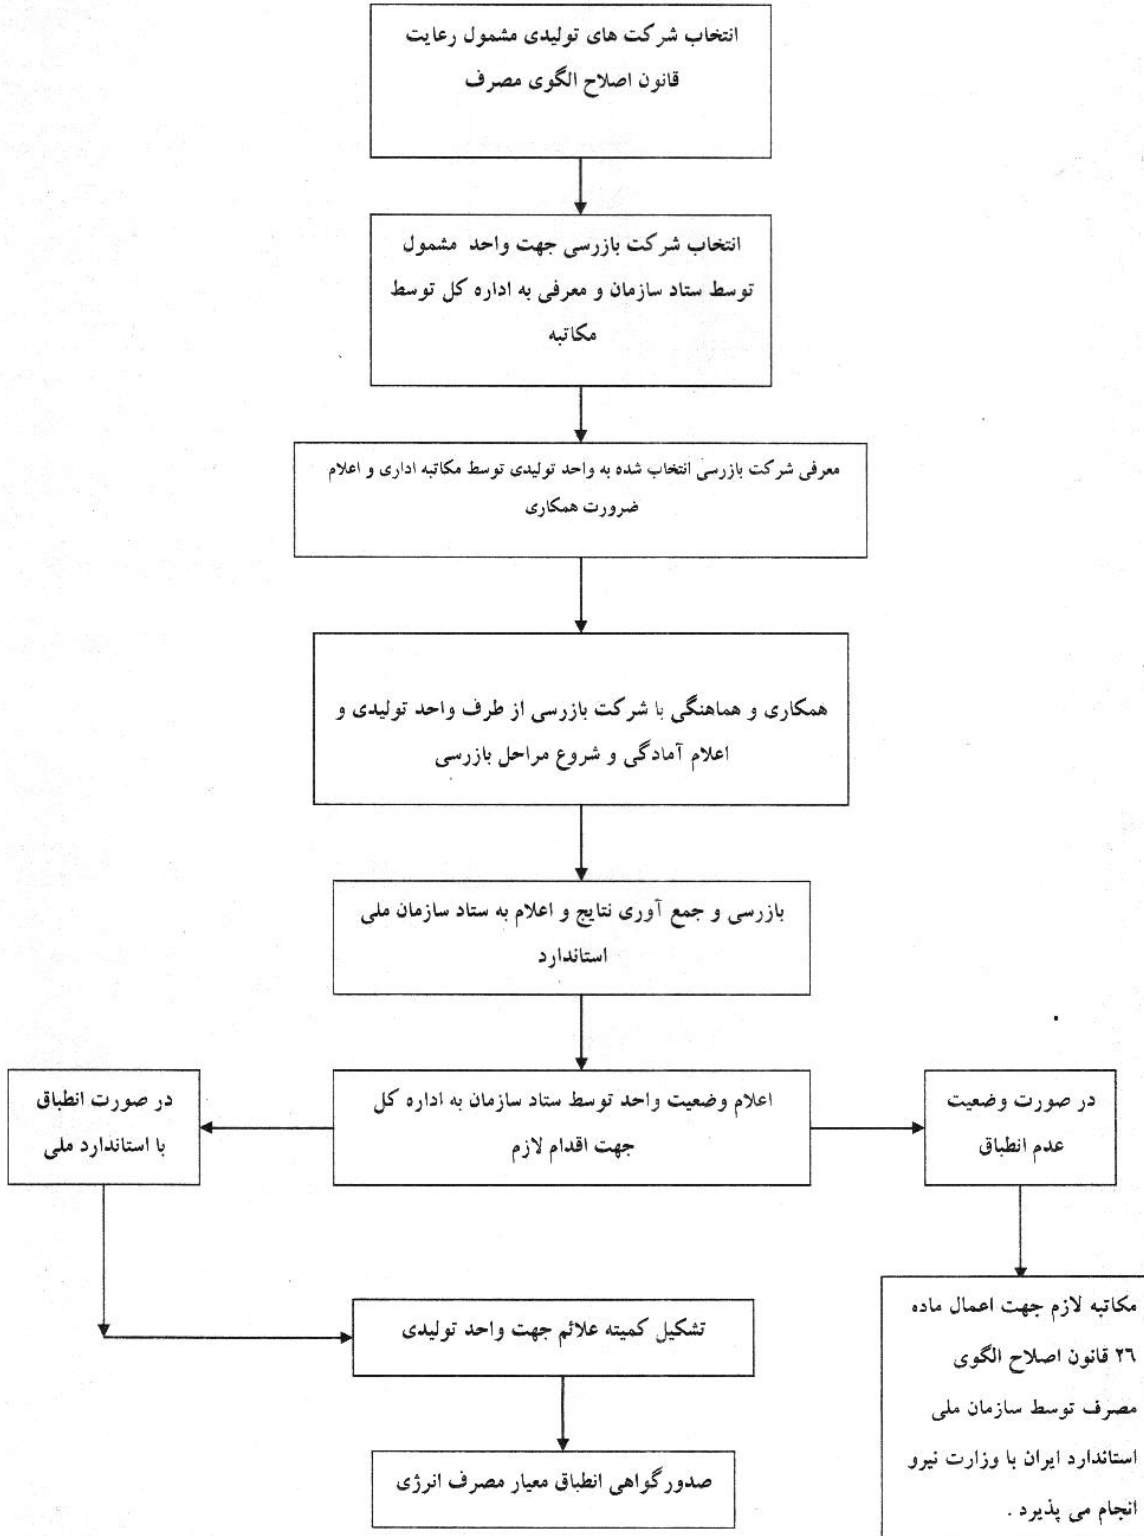 انتخاب شرکت های تولیدی مشمول رعایت
قانون اصلاح الگوی مصرف
انتخاب شرکت بازرسی جهت واحد مشمول
توسط ستاد سازمان و معرفی به اداره کل توسط
مکاتبه
معرفی شرکت بازرسی انتخاب شده به واحد تولیدی توسط مکاتبه اداری و اعلام
ضرورت همکاری
همکاری و هماهنگی با شرکت بازرسی از طرف واحد تولیدی و
اعلام آمادگی و شروع مراحل بازرسی
بازرسی و جمع آوری نتایج و اعلام به ستاد سازمان ملی
استاندارد
اعلام وضعیت واحد توسط ستاد سازمان به اداره کل
جهت اقدام لازم
در صورت وضعیت
عدم انطباق
در صورت انطباق
با استاندارد ملی
مکاتبه لازم جهت اعمال ماده
۲۶ قانون اصلاح الگوی
مصرف توسط سازمان ملی
استاندارد ایران با وزارت نیرو
انجام می پذیرد .
تشکیل کمیته علائم جهت واحد تولیدی
صدورگواهی انطباق معیار مصرف انرژی